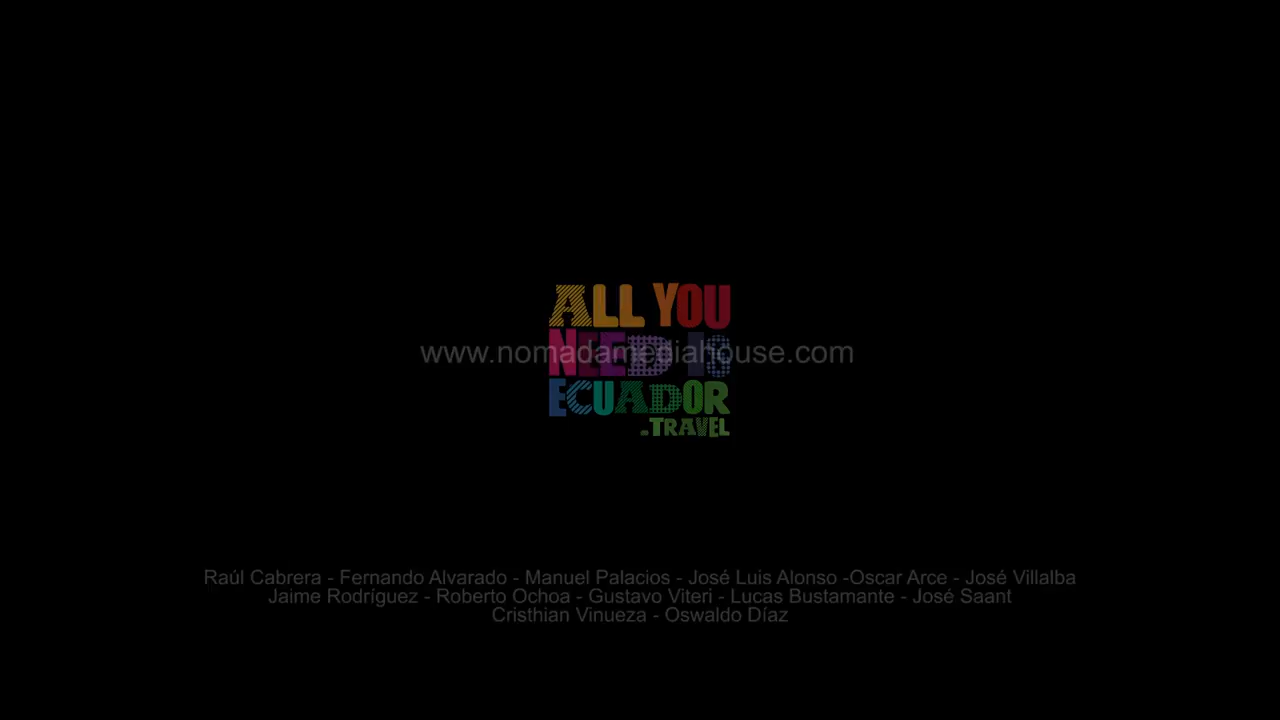 ALL YOU
NEED IS
ECUADOR
.TRAVEL
www.nomadamediahouse.com
Raúl Cabrera - Fernando Alvarado - Manuel Palacios - José Luis Alonso -Oscar Arce - José Villalba
Jaime Rodríguez - Roberto Ochoa - Gustavo Viteri - Lucas Bustamante - José Saant
Cristhian Vinueza - Oswaldo Díaz